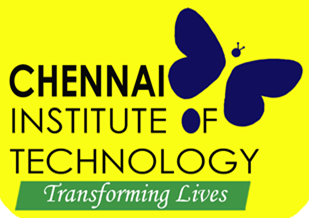 CHENNAI
INSTITUTE OF
TECHNOLOGY
Transforming Lives